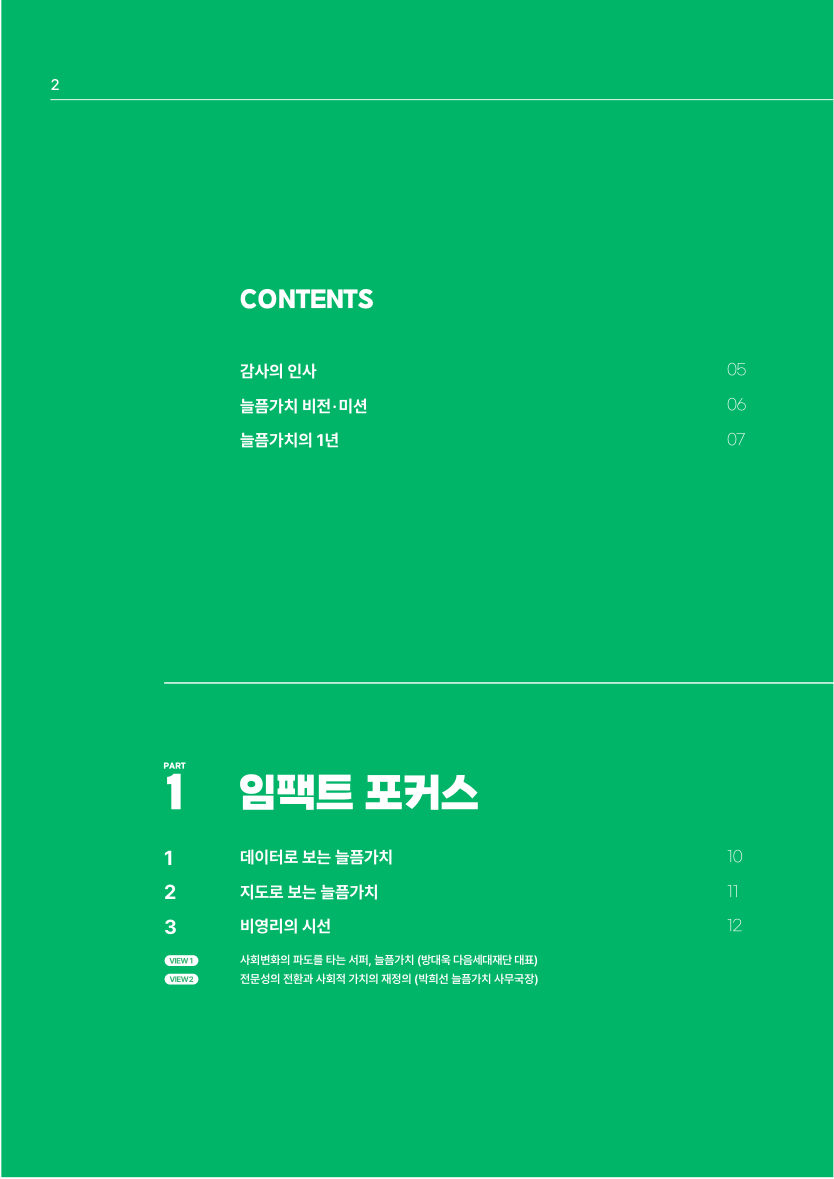 2
CONTENTS
감사의 인사 05
늘픔가치 비전·미션 06
늘픔가치의 1년 07
PART
1 임팩트 포커스
1 데이터로 보는 늘픔가치 10
2 지도로 보는 늘픔가치 11
3 비영리의 시선 12
VIEW 1 사회변화의 파도를 타는 서퍼, 늘픔가치 (방대욱 다음세대재단 대표)
VIEW 2 전문성의 전환과 사회적 가치의 재정의 (박희선 늘픔가치 사무국장)